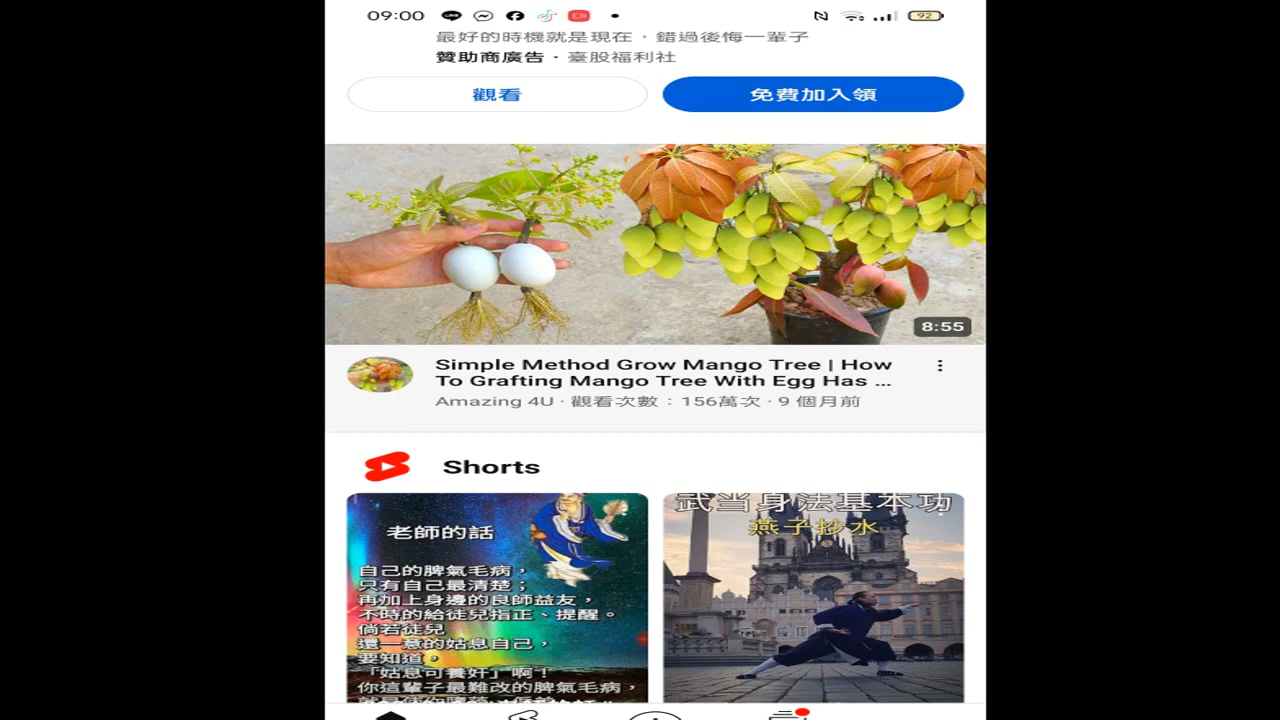 09:00
92
最好的時機就是現在，錯過後悔一輩子
贊助商廣告·臺股福利社
觀看
免費加入領
8:55
Simple Method Grow Mango Tree | How
To Grafting Mango Tree With Egg Has ...
Amazing 4U · 觀看次數：156萬次 · 9 個月前
Shorts
老師的話
自己的脾氣毛病，
只有自己最清楚；
再加上身邊的良師益友，
不時的給徒兒指正、提醒。
倘若徒兒
還一意的姑息自己，
要知道。
「姑息可養奸」啊！
你這輩子最難改的脾氣毛病，
武当身法基本功
燕子抄水